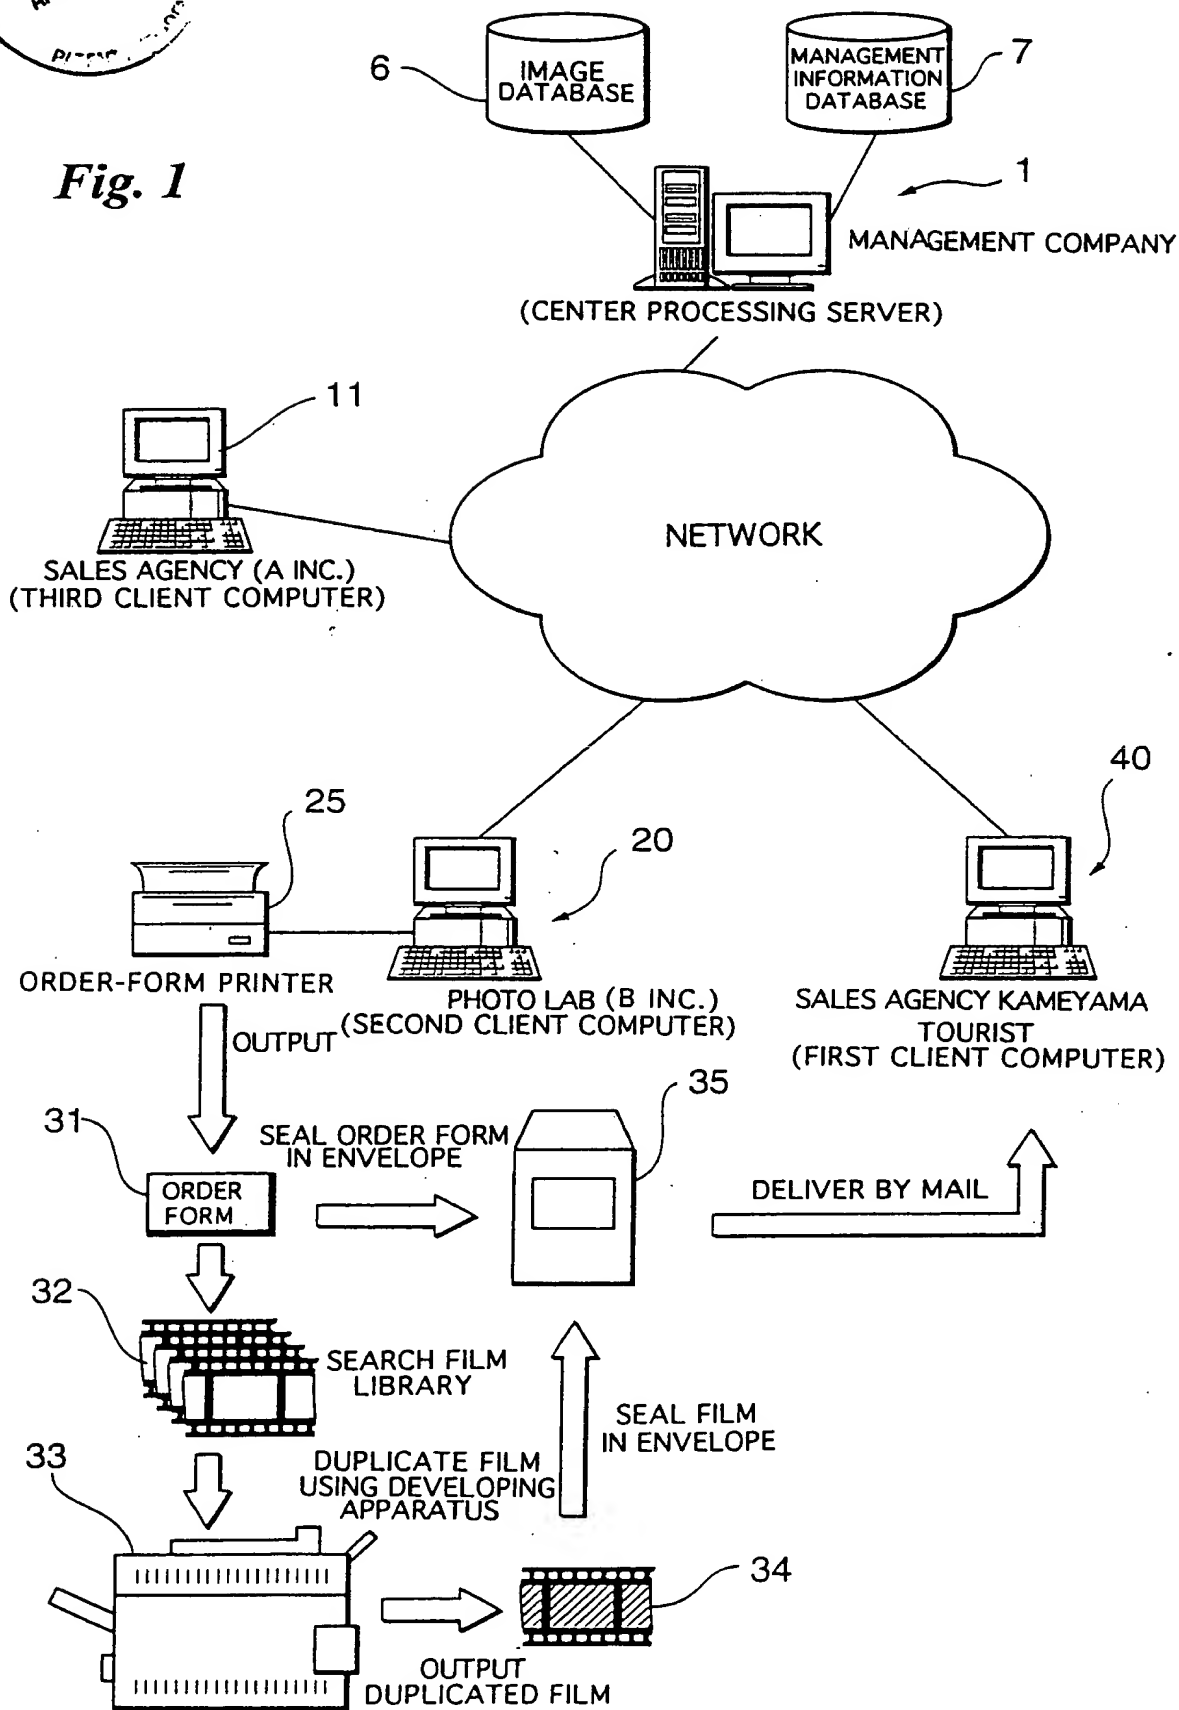 6
IMAGE
DATABASE
MANAGEMENT
INFORMATION
DATABASE
7
Fig. 1
1
MANAGEMENT COMPANY
(CENTER PROCESSING SERVER)
11
NETWORK
SALES AGENCY (A INC.)
(THIRD CLIENT COMPUTER)
25
20
40
ORDER-FORM PRINTER
PHOTO LAB (B INC.)
(SECOND CLIENT COMPUTER)
SALES AGENCY KAMEYAMA
TOURIST
(FIRST CLIENT COMPUTER)
OUTPUT
31
ORDER
FORM
SEAL ORDER FORM
IN ENVELOPE
35
DELIVER BY MAIL
32
SEARCH FILM
LIBRARY
SEAL FILM
IN ENVELOPE
33
DUPLICATE FILM
USING DEVELOPING
APPARATUS
34
OUTPUT
DUPLICATED FILM